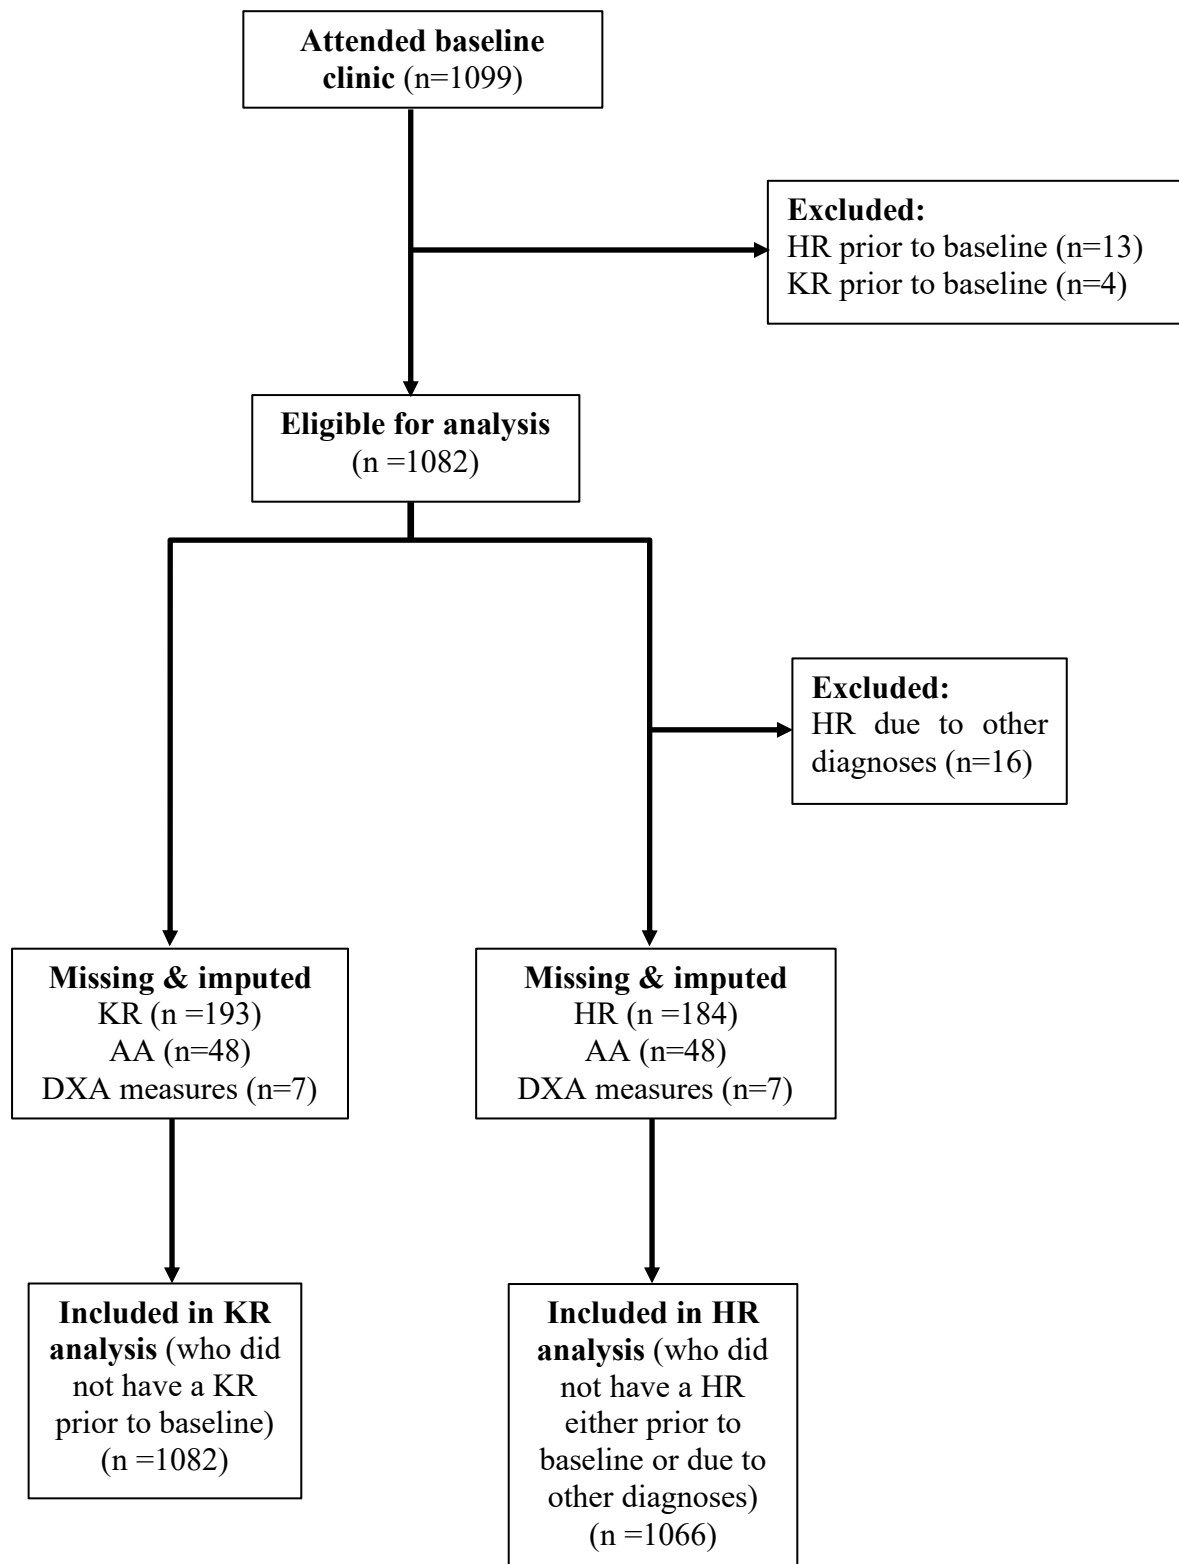 Attended baseline
clinic (n=1099)
Excluded:
HR prior to baseline (n=13)
KR prior to baseline (n=4)
Eligible for analysis
(n =1082)
Excluded:
HR due to other
diagnoses (n=16)
Missing & imputed
KR (n =193)
AA (n=48)
DXA measures (n=7)
Missing & imputed
HR (n =184)
AA (n=48)
DXA measures (n=7)
Included in KR
analysis (who did
not have a KR
prior to baseline)
(n =1082)
Included in HR
analysis (who did
not have a HR
either prior to
baseline or due to
other diagnoses)
(n =1066)